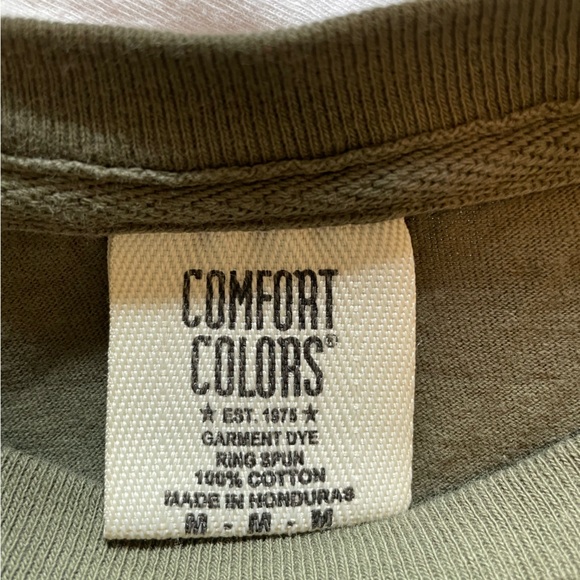 COMFORT
COLORS®
★ EST. 1975 ★
GARMENT DYE
RING SPUN
100% COTTON
MADE IN HONDURAS
M - M - M